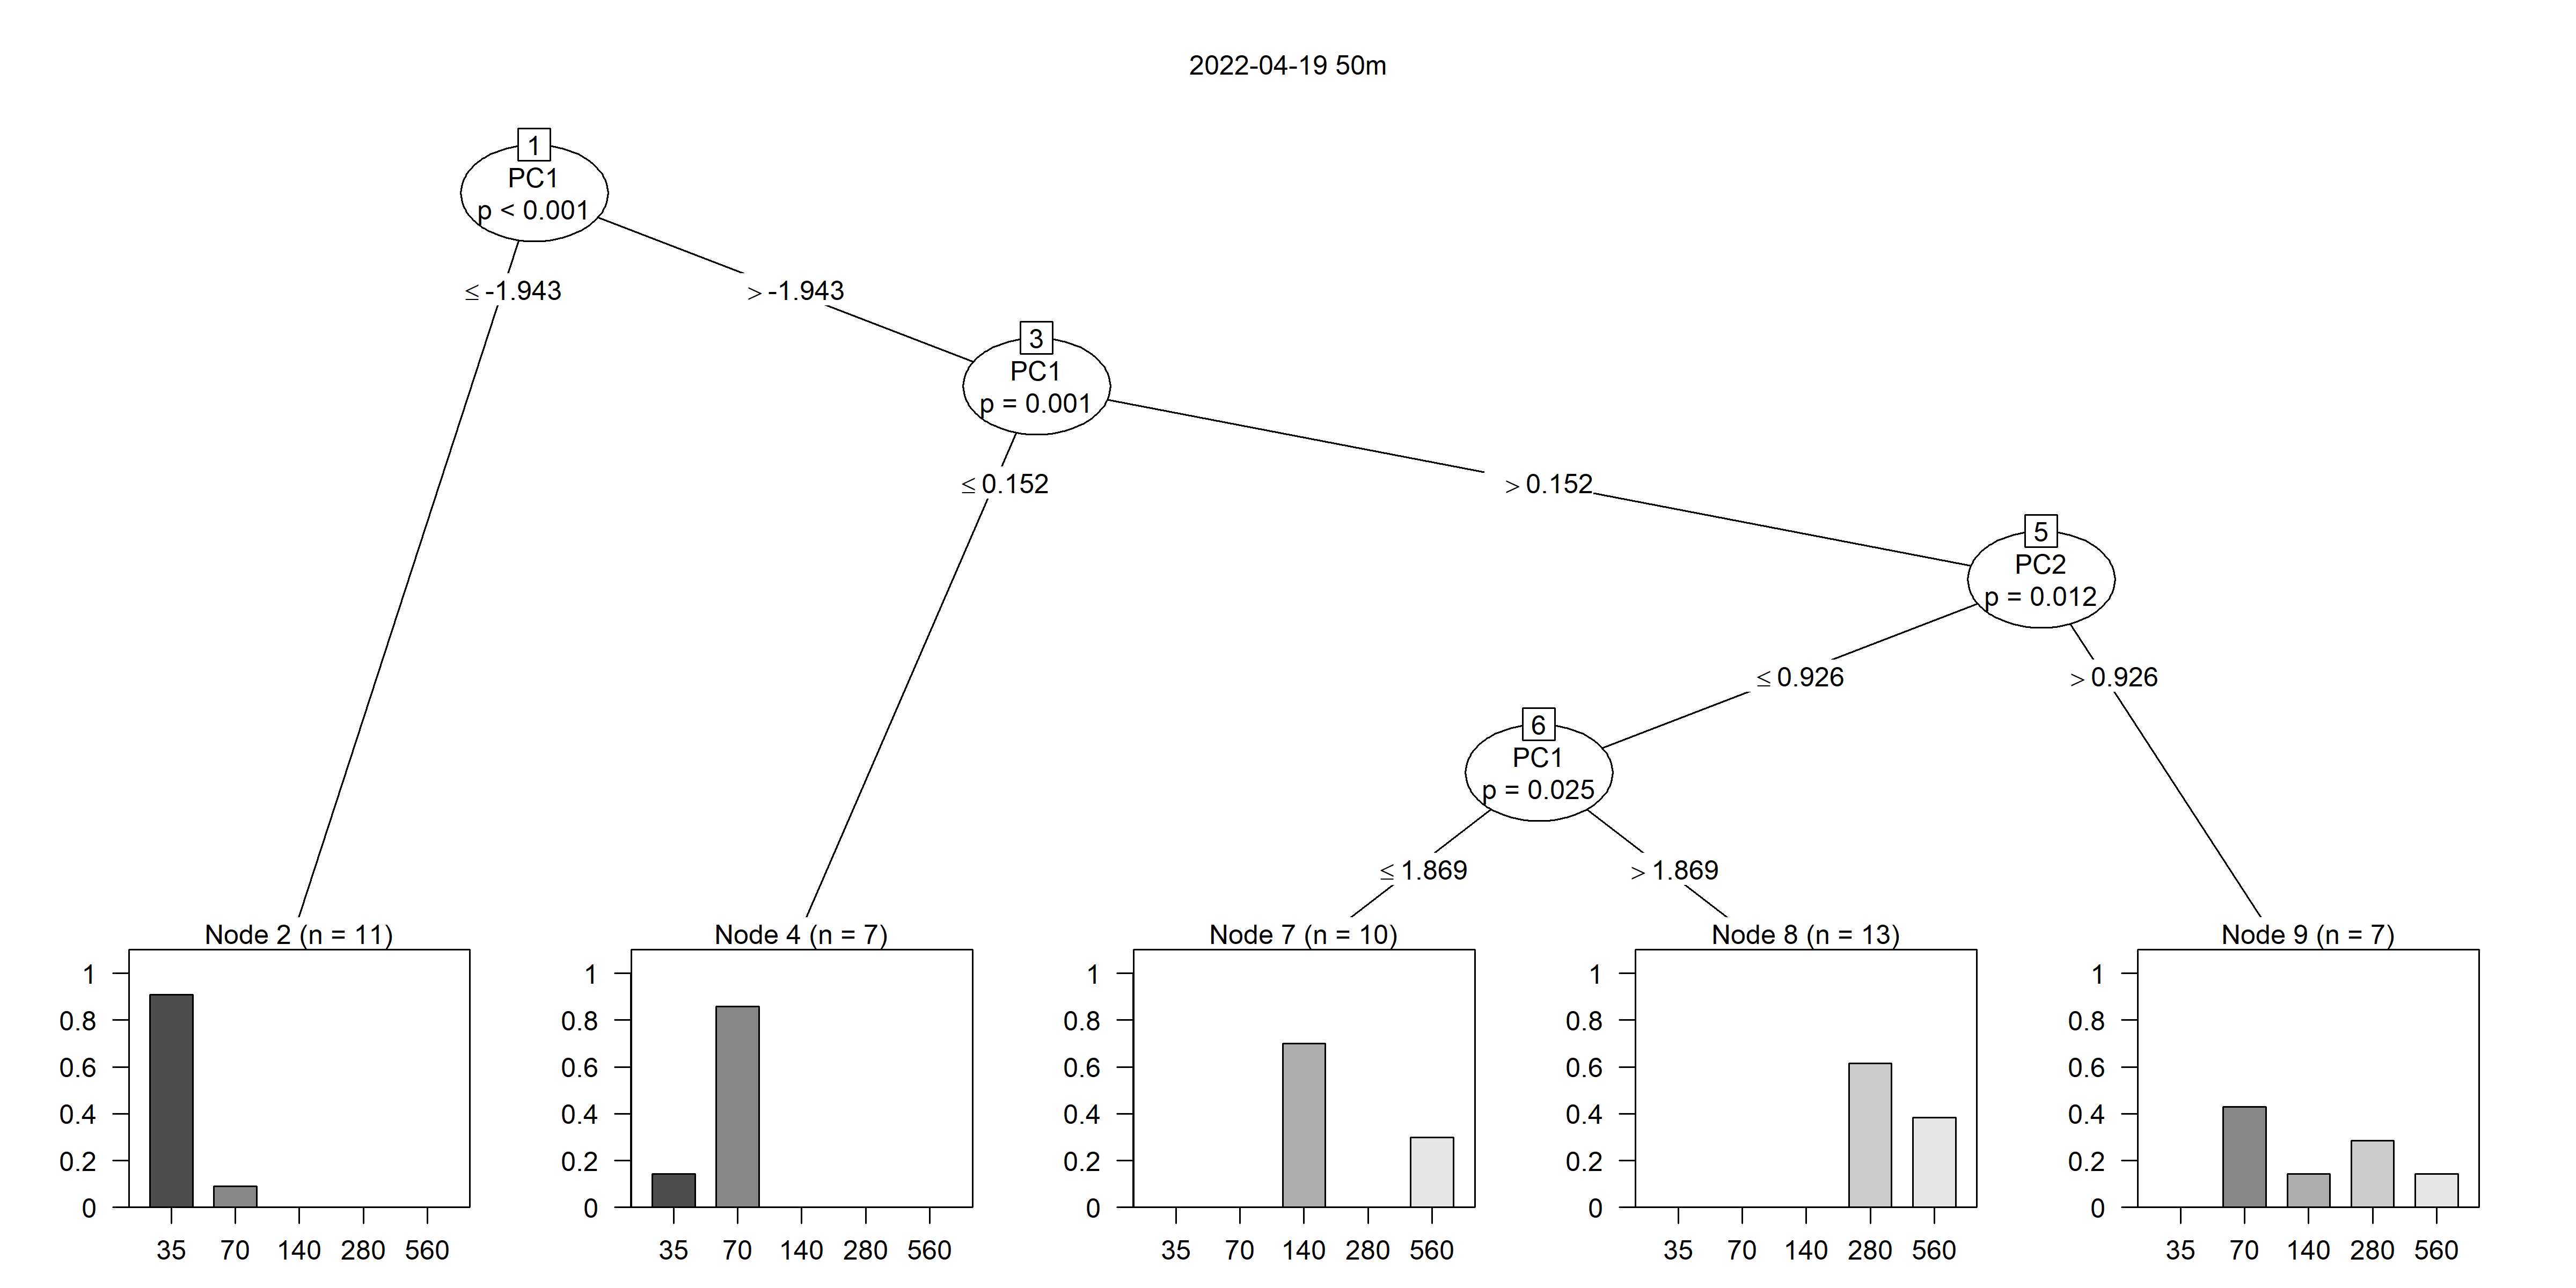 2022-04-19 50m
1
PC1
p < 0.001
≤ -1.943
> -1.943
3
PC1
p = 0.001
≤ 0.152
> 0.152
5
PC2
p = 0.012
≤ 0.926
> 0.926
6
PC1
p = 0.025
≤ 1.869
> 1.869
Node 2 (n = 11)
1
0.8
0.6
0.4
0.2
0
35 70 140 280 560
Node 4 (n = 7)
1
0.8
0.6
0.4
0.2
0
35 70 140 280 560
Node 7 (n = 10)
1
0.8
0.6
0.4
0.2
0
35 70 140 280 560
Node 8 (n = 13)
1
0.8
0.6
0.4
0.2
0
35 70 140 280 560
Node 9 (n = 7)
1
0.8
0.6
0.4
0.2
0
35 70 140 280 560